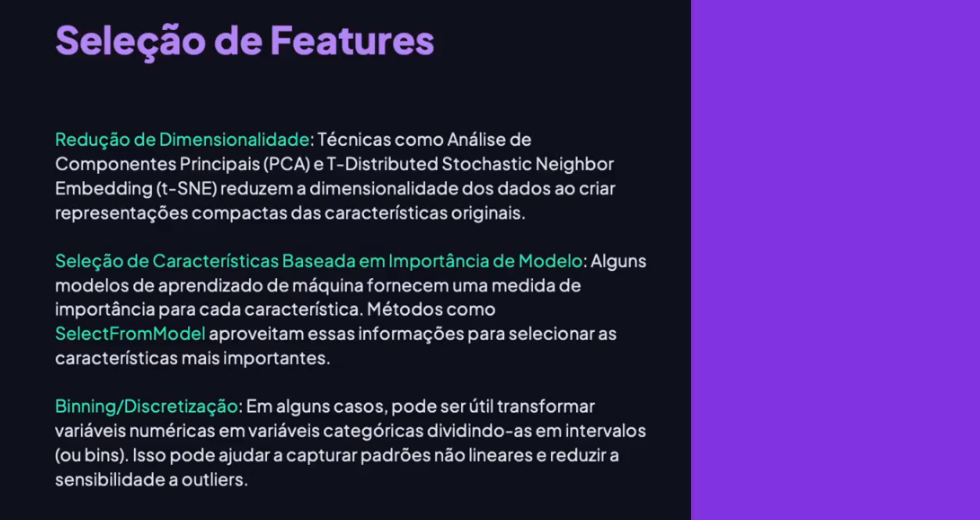 Seleção de Features
Redução de Dimensionalidade: Técnicas como Análise de
Componentes Principais (PCA) e T-Distributed Stochastic Neighbor
Embedding (t-SNE) reduzem a dimensionalidade dos dados ao criar
representações compactas das características originais.
Seleção de Características Baseada em Importância de Modelo: Alguns
modelos de aprendizado de máquina fornecem uma medida de
importância para cada característica. Métodos como
SelectFromModel aproveitam essas informações para selecionar as
características mais importantes.
Binning/Discretização: Em alguns casos, pode ser útil transformar
variáveis numéricas em variáveis categóricas dividindo-as em intervalos
(ou bins). Isso pode ajudar a capturar padrões não lineares e reduzir a
sensibilidade a outliers.